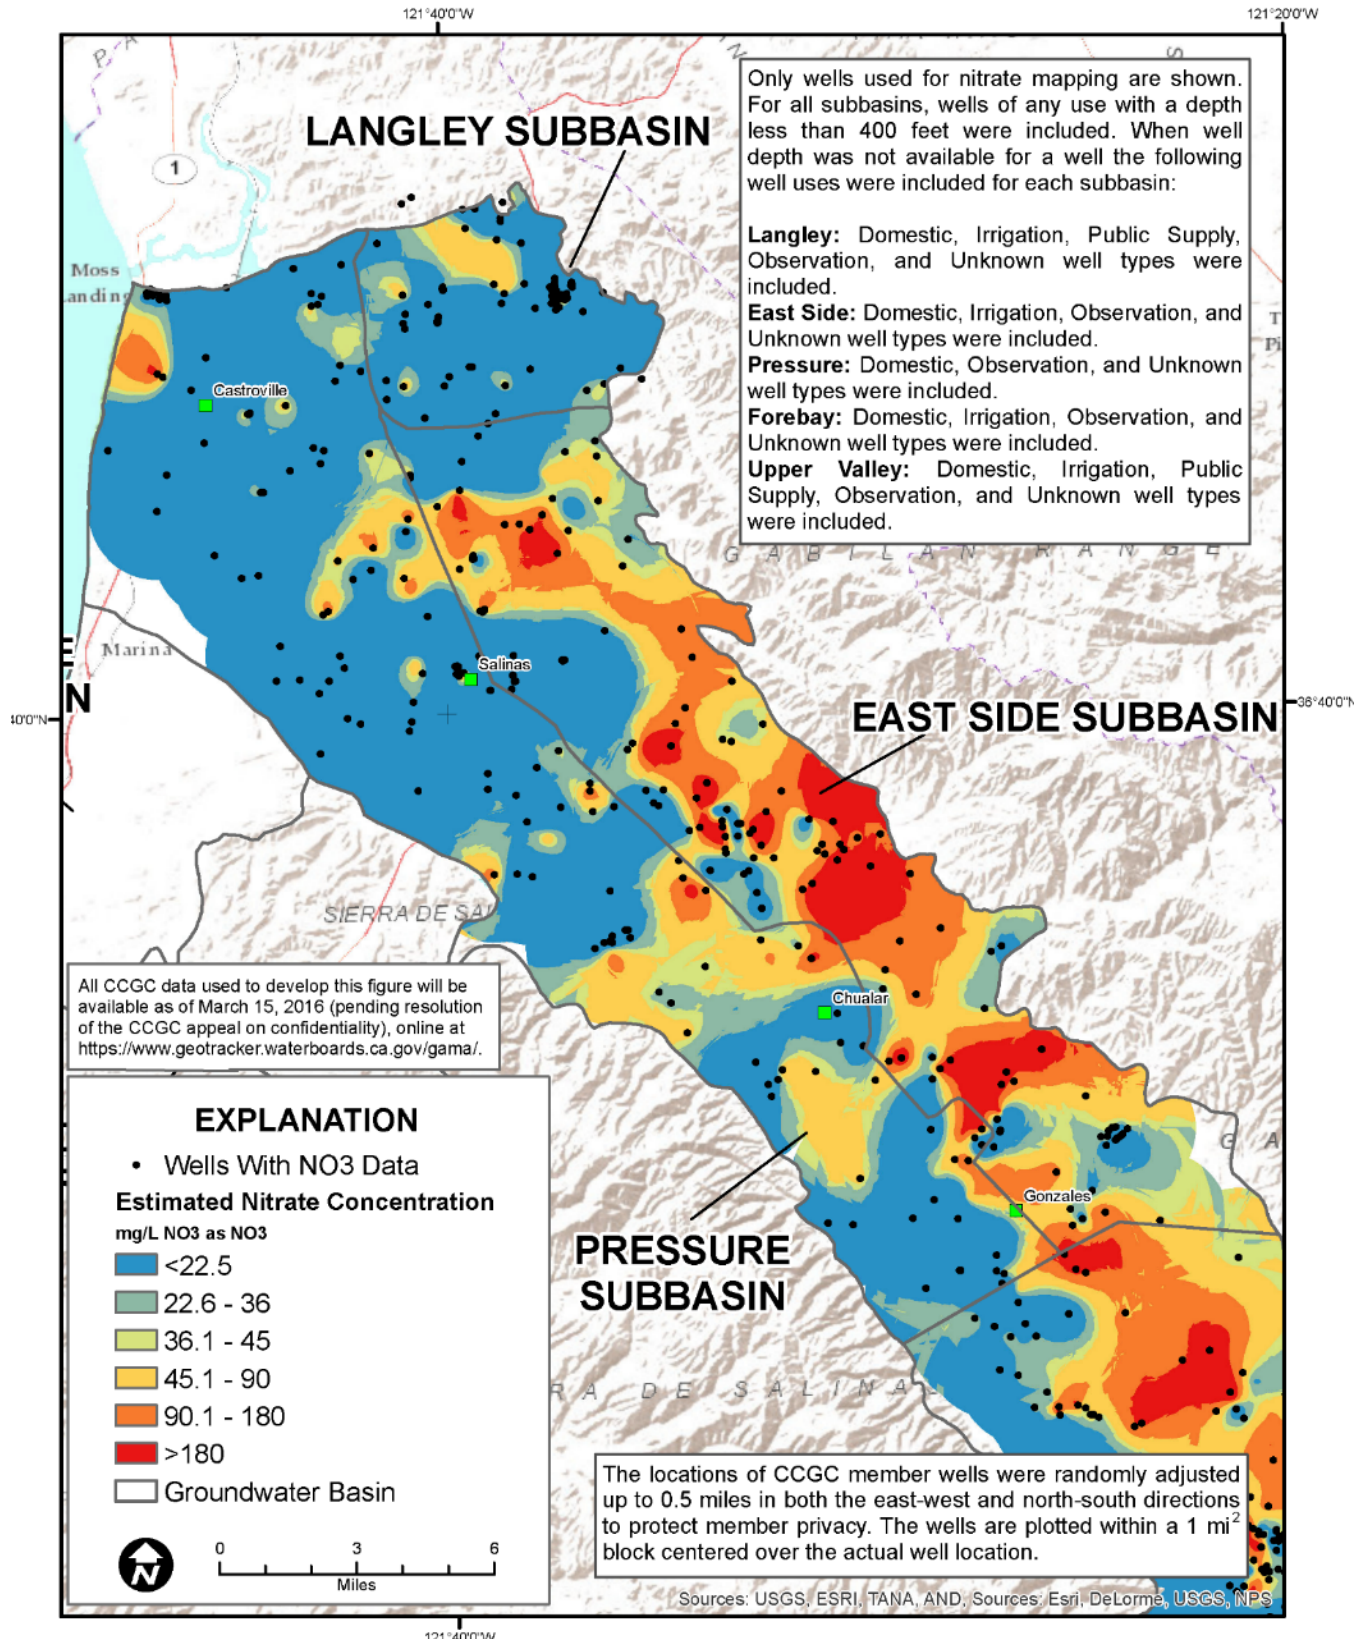 121°40'0"W
121°20'0"W
P A
S
N
1
LANGLEY SUBBASIN
Only wells used for nitrate mapping are shown.
For all subbasins, wells of any use with a depth
less than 400 feet were included. When well
depth was not available for a well the following
well uses were included for each subbasin:
Langley: Domestic, Irrigation, Public Supply,
Observation, and Unknown well types were
included.
East Side: Domestic, Irrigation, Observation, and
Unknown well types were included.
Pressure: Domestic, Observation, and Unknown
well types were included.
Forebay: Domestic, Irrigation, Observation, and
Unknown well types were included.
Upper Valley: Domestic, Irrigation, Public
Supply, Observation, and Unknown well types
were included.
Moss
Landing
T
Pi
Castroville
G A B I L A N R A N G E
Marina
Salinas
N
40'0"N
36°40'0"N
EAST SIDE SUBBASIN
SIERRA DE SAL
All CCGC data used to develop this figure will be
available as of March 15, 2016 (pending resolution
of the CCGC appeal on confidentiality), online at
https://www.geotracker.waterboards.ca.gov/gama/.
Chualar
G A
Gonzales
PRESSURE
SUBBASIN
EXPLANATION
Wells With NO3 Data
Estimated Nitrate Concentration
mg/L NO3 as NO3
<22.5
22.6 - 36
36.1 - 45
45.1 - 90
90.1 - 180
>180
Groundwater Basin
R A D E S A L I N A
N
0 3 6
Miles
The locations of CCGC member wells were randomly adjusted
up to 0.5 miles in both the east-west and north-south directions
to protect member privacy. The wells are plotted within a 1 mi²
block centered over the actual well location.
Sources: USGS, ESRI, TANA, AND, Sources: Esri, DeLorme, USGS, NPS
121°40'0"W